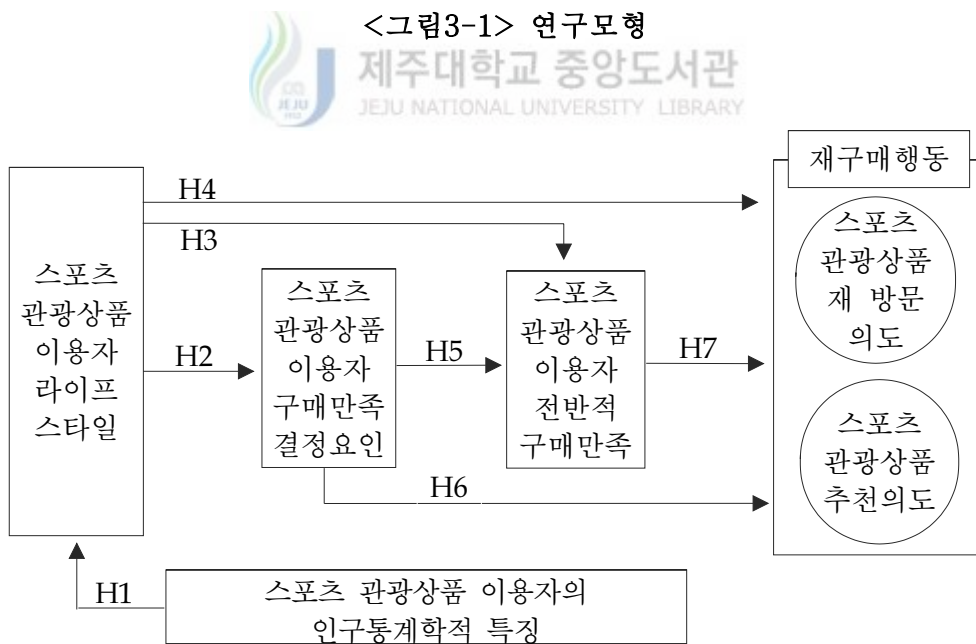 <그림3-1> 연구모형
제주대학교 중앙도서관
JEJU NATIONAL UNIVERSITY LIBRARY
재구매행동
H4
H3
스포츠
관광상품
이용자
라이프
스타일
H2
스포츠
관광상품
이용자
구매만족
결정요인
H5
스포츠
관광상품
이용자
전반적
구매만족
H7
스포츠
관광상품
재 방문
의도
스포츠
관광상품
추천의도
H6
H1
스포츠 관광상품 이용자의
인구통계학적 특징